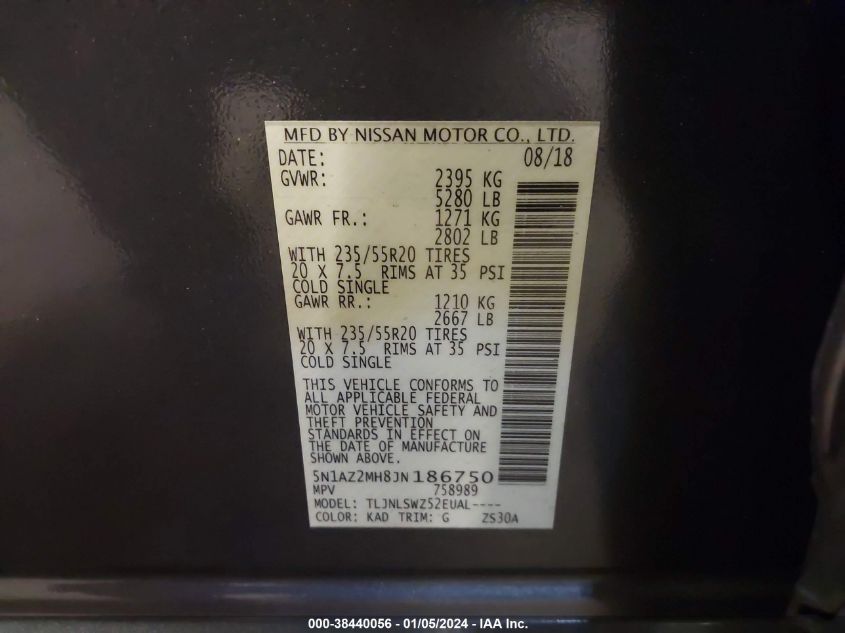 MFD BY NISSAN MOTOR CO., LTD.
DATE: 08/18
GVWR: 2395 KG
5280 LB
GAWR FR.: 1271 KG
2802 LB
WITH 235/55R20 TIRES
20 X 7.5 RIMS AT 35 PSI
COLD SINGLE
GAWR RR.: 1210 KG
2667 LB
WITH 235/55R20 TIRES
20 X 7.5 RIMS AT 35 PSI
COLD SINGLE
THIS VEHICLE CONFORMS TO
ALL APPLICABLE FEDERAL
MOTOR VEHICLE SAFETY AND
THEFT PREVENTION
STANDARDS IN EFFECT ON
THE DATE OF MANUFACTURE
SHOWN ABOVE.
5N1AZ2MH8JN186750
MPV 758989
MODEL: TLJNLSWZ52EUAL----
COLOR: KAD TRIM: G ZS30A
000-38440056 - 01/05/2024 - IAA Inc.